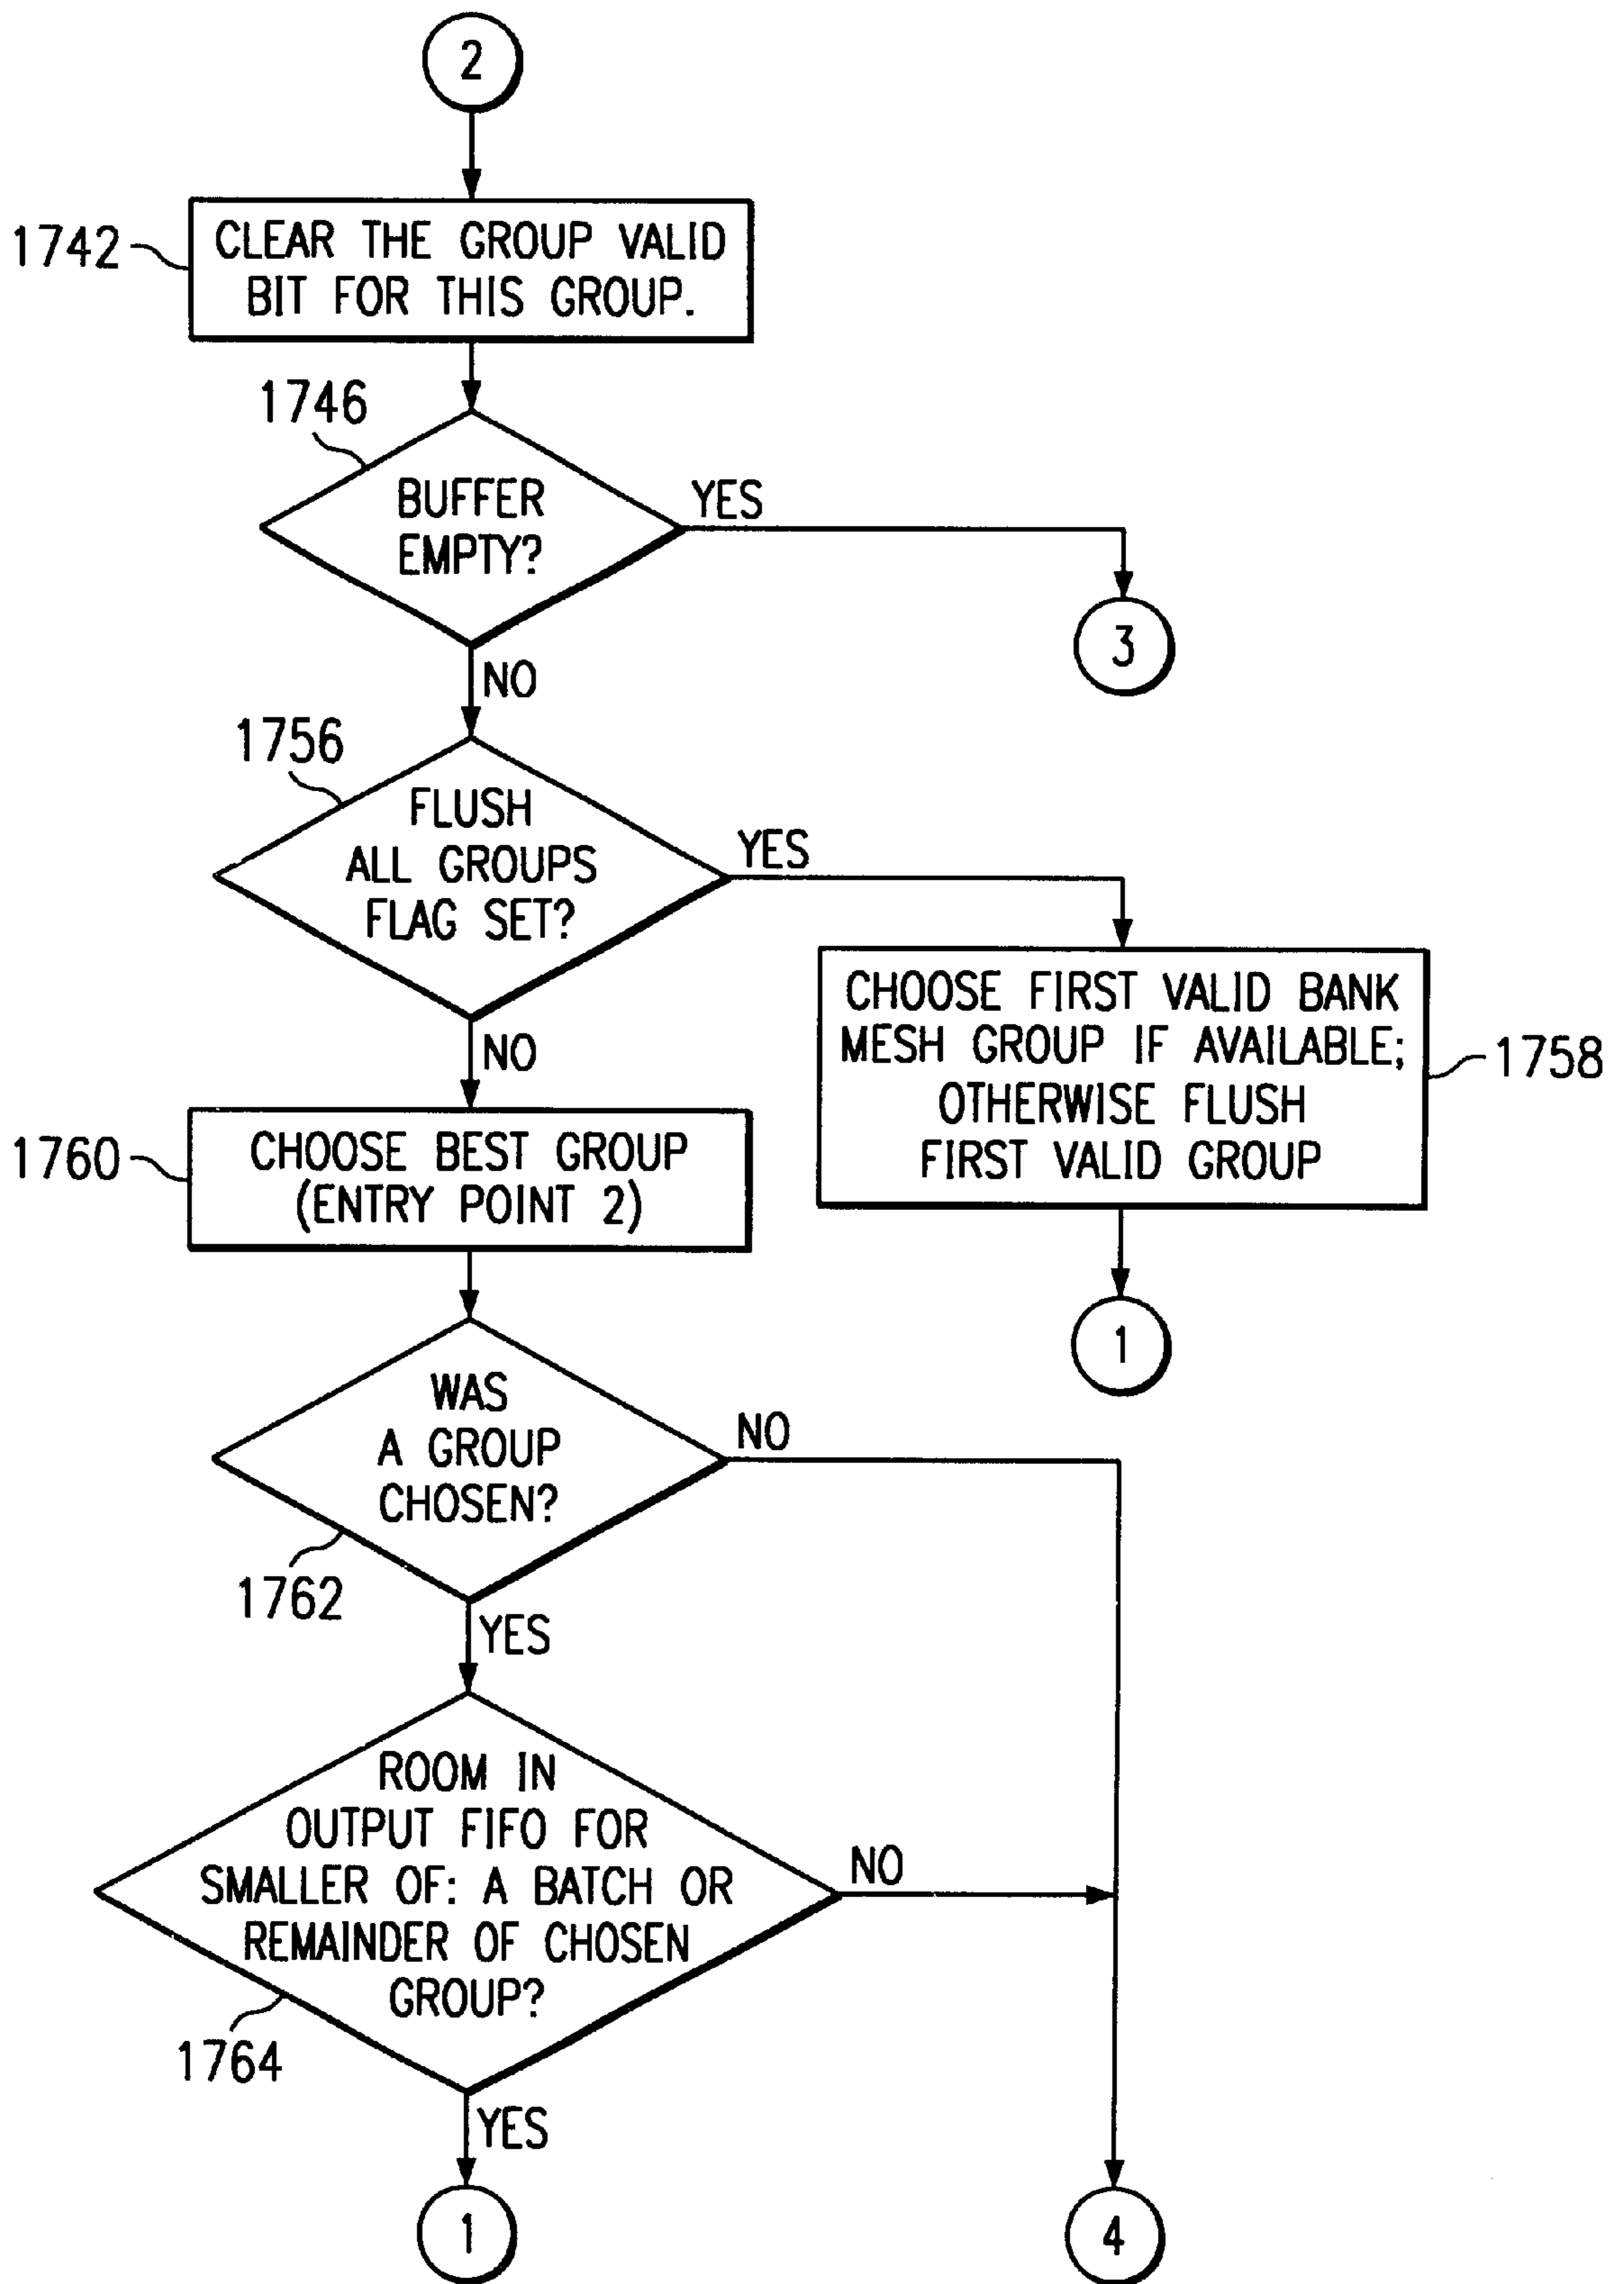 2
1742
CLEAR THE GROUP VALID
BIT FOR THIS GROUP.
1746
BUFFER
EMPTY?
YES
3
NO
1756
FLUSH
ALL GROUPS
FLAG SET?
YES
CHOOSE FIRST VALID BANK
MESH GROUP IF AVAILABLE;
OTHERWISE FLUSH
FIRST VALID GROUP
1758
1
NO
1760
CHOOSE BEST GROUP
(ENTRY POINT 2)
WAS
A GROUP
CHOSEN?
NO
1762
YES
ROOM IN
OUTPUT FIFO FOR
SMALLER OF: A BATCH OR
REMAINDER OF CHOSEN
GROUP?
NO
1764
YES
1
4